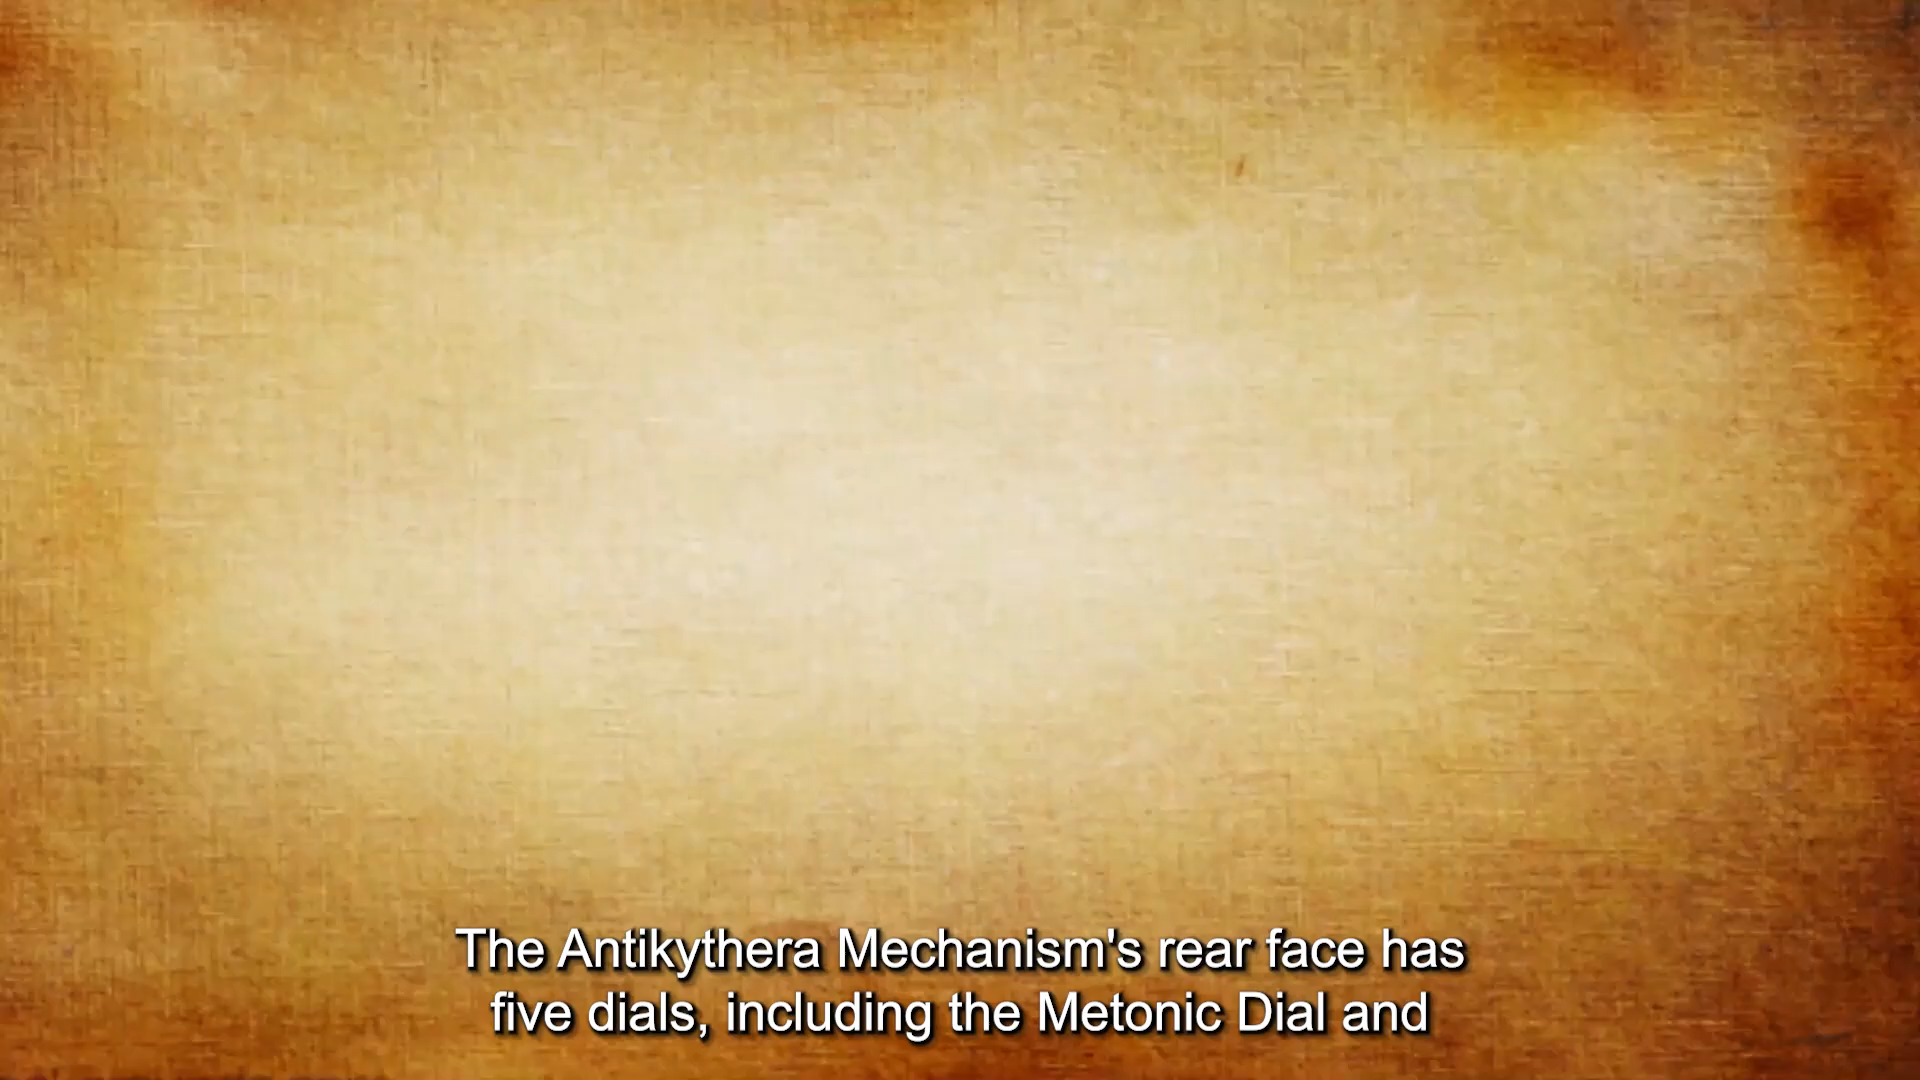 The Antikythera Mechanism's rear face has
five dials, including the Metonic Dial and